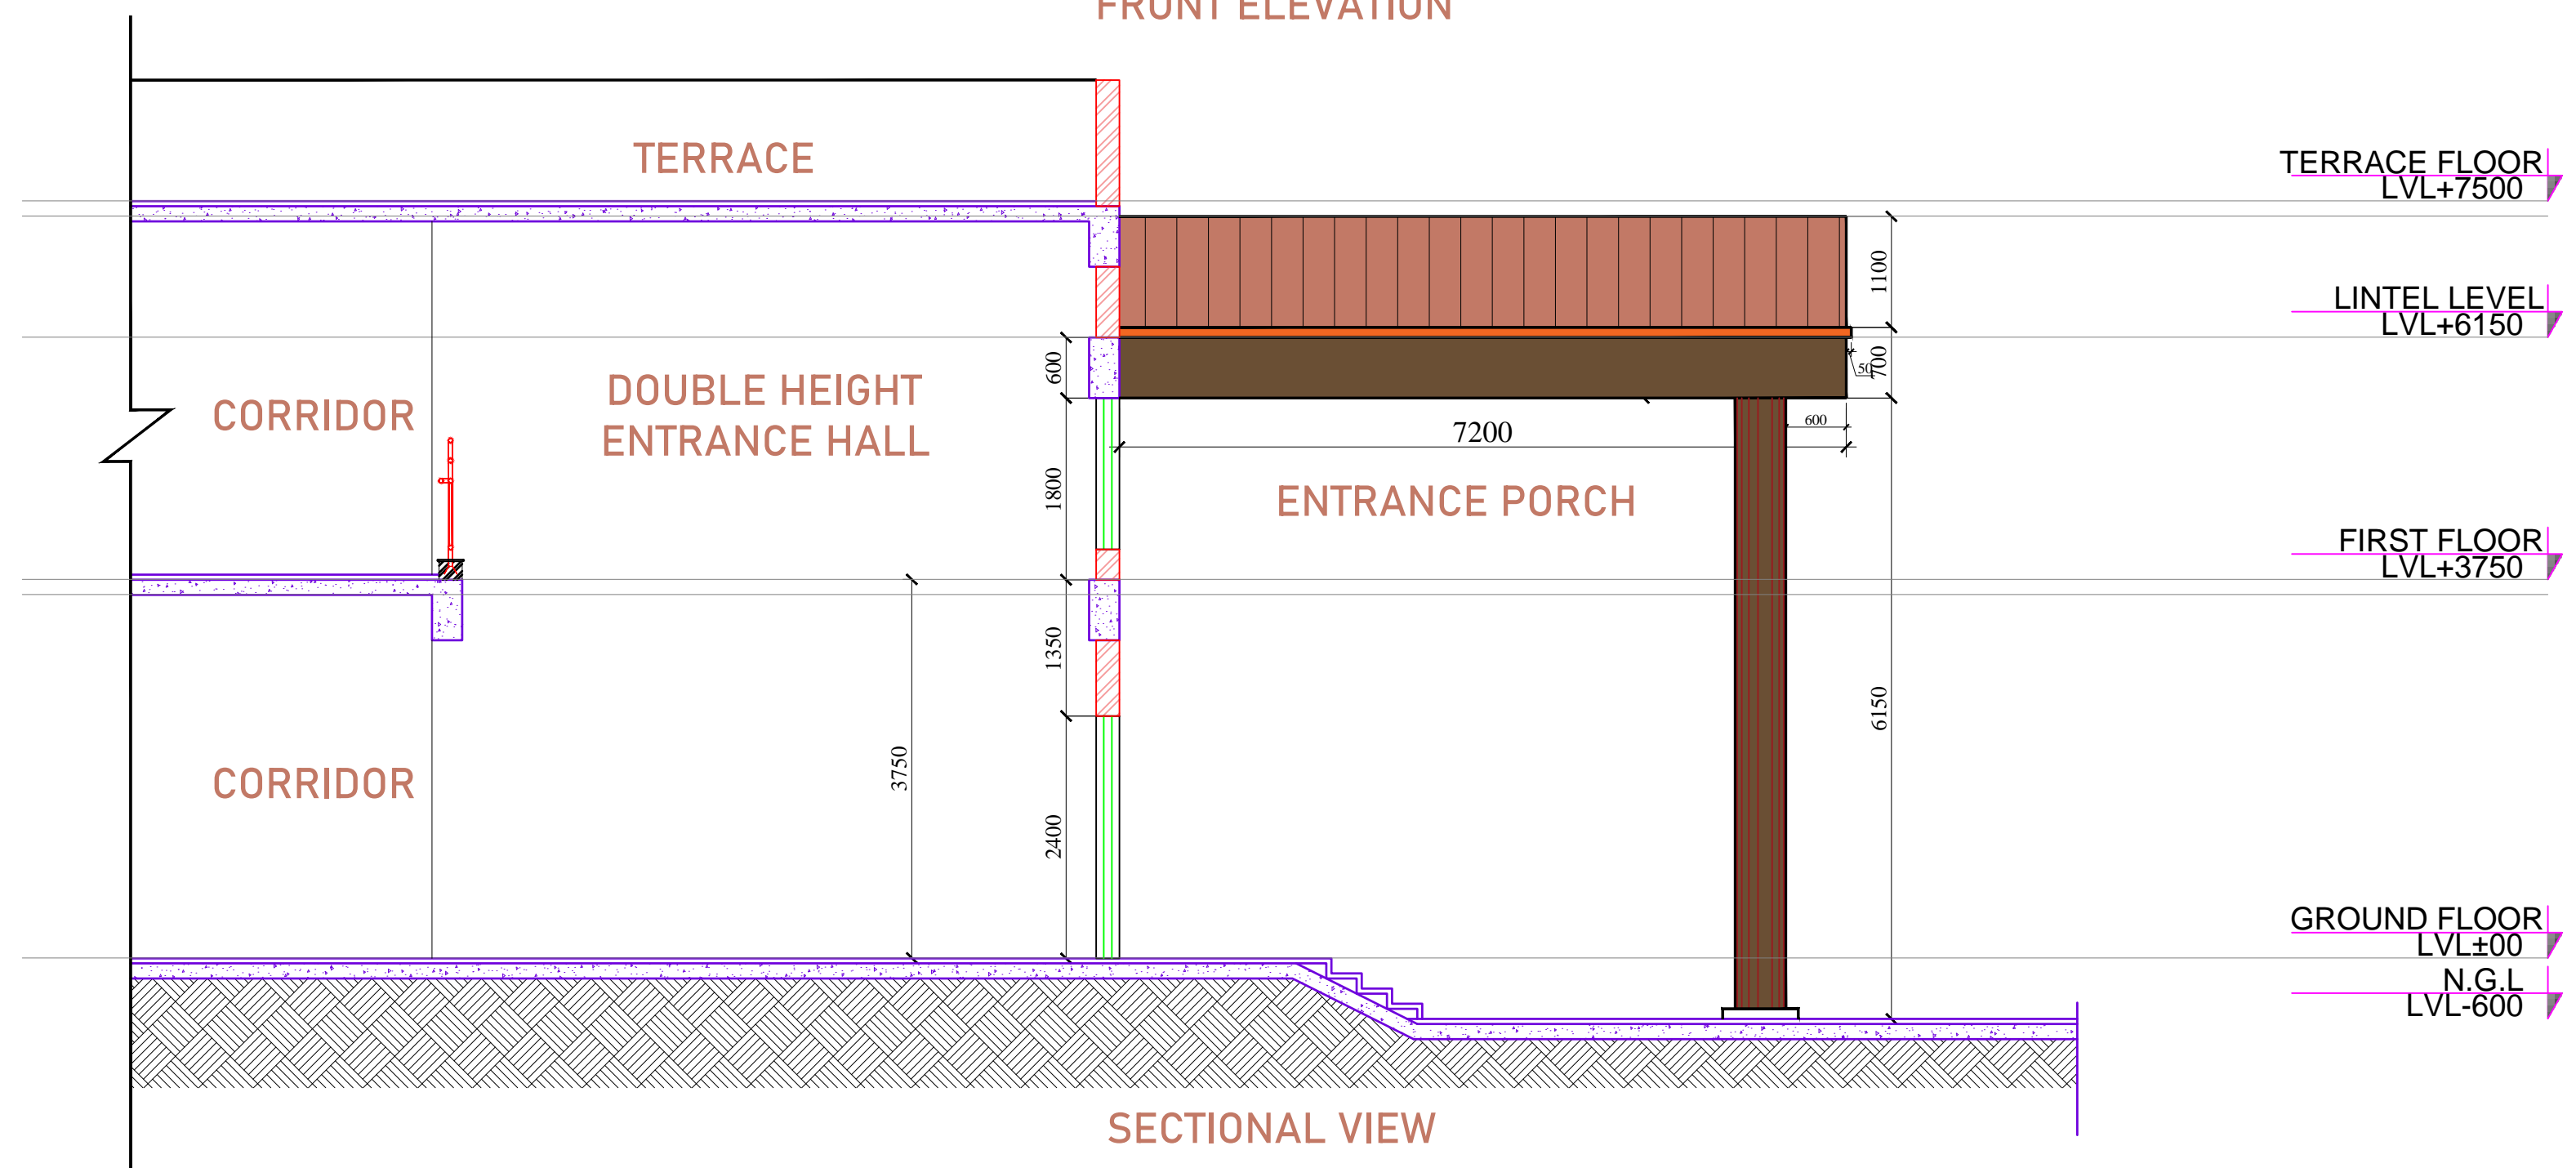 FRONT ELEVATION
TERRACE
TERRACE FLOOR
LVL+7500
1100
LINTEL LEVEL
LVL+6150
600
50
700
DOUBLE HEIGHT
ENTRANCE HALL
CORRIDOR
7200
600
1800
ENTRANCE PORCH
FIRST FLOOR
LVL+3750
1350
6150
3750
CORRIDOR
2400
GROUND FLOOR
LVL±00
N.G.L
LVL-600
SECTIONAL VIEW